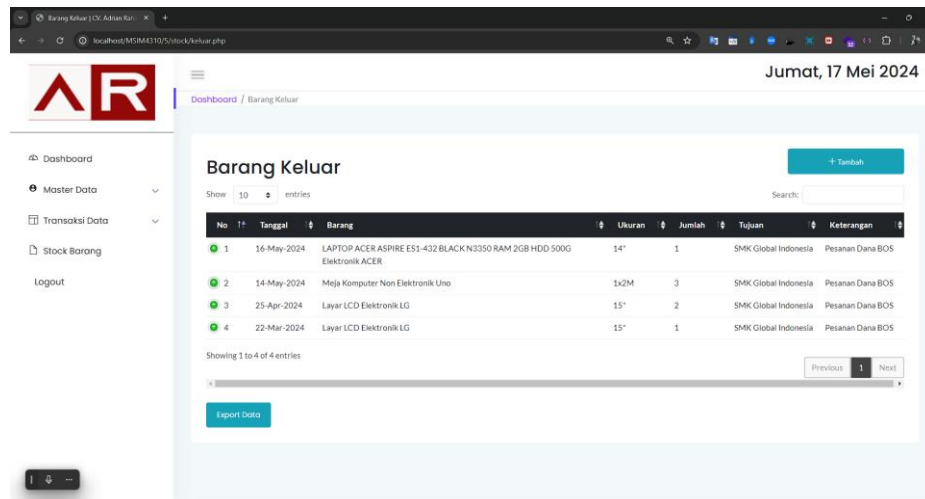 Barang Keluar | CV. Adnan Ran
localhost/MSIM4310/5/stock/keluar.php
AR
Jumat, 17 Mei 2024
Dashboard / Barang Keluar
Dashboard
Master Data
Transaksi Data
Stock Barang
Logout
Barang Keluar
+ Tambah
Show 10 entries
Search:
No Tanggal Barang Ukuran Jumlah Tujuan Keterangan
1 16-May-2024 LAPTOP ACER ASPIRE ES1-432 BLACK N3350 RAM 2GB HDD 500G 14" 1 SMK Global Indonesia Pesanan Dana BOS
Elektronik ACER
2 14-May-2024 Meja Komputer Non Elektronik Uno 1x2M 3 SMK Global Indonesia Pesanan Dana BOS
3 25-Apr-2024 Layar LCD Elektronik LG 15" 2 SMK Global Indonesia Pesanan Dana BOS
4 22-Mar-2024 Layar LCD Elektronik LG 15" 1 SMK Global Indonesia Pesanan Dana BOS
Showing 1 to 4 of 4 entries
Previous 1 Next
Export Data